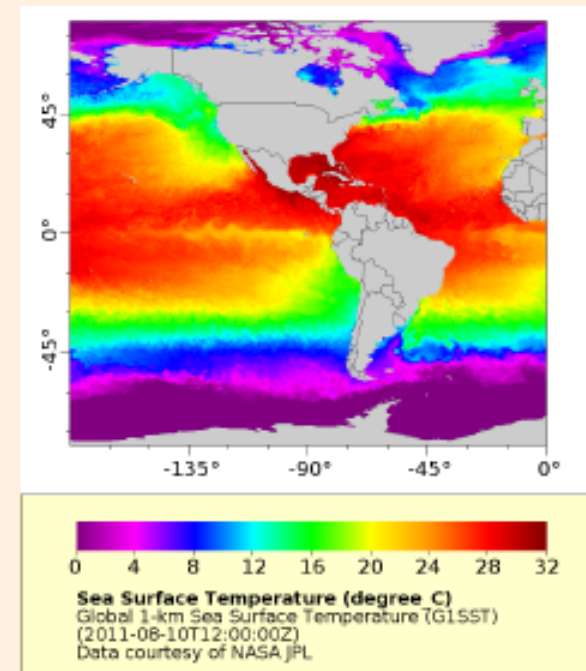 45°
0°
-45°
-135° -90° -45° 0°
0 4 8 12 16 20 24 28 32
Sea Surface Temperature (degree_C)
Global 1-km Sea Surface Temperature (G1SST)
(2011-08-10T12:00:00Z)
Data courtesy of NASA JPL